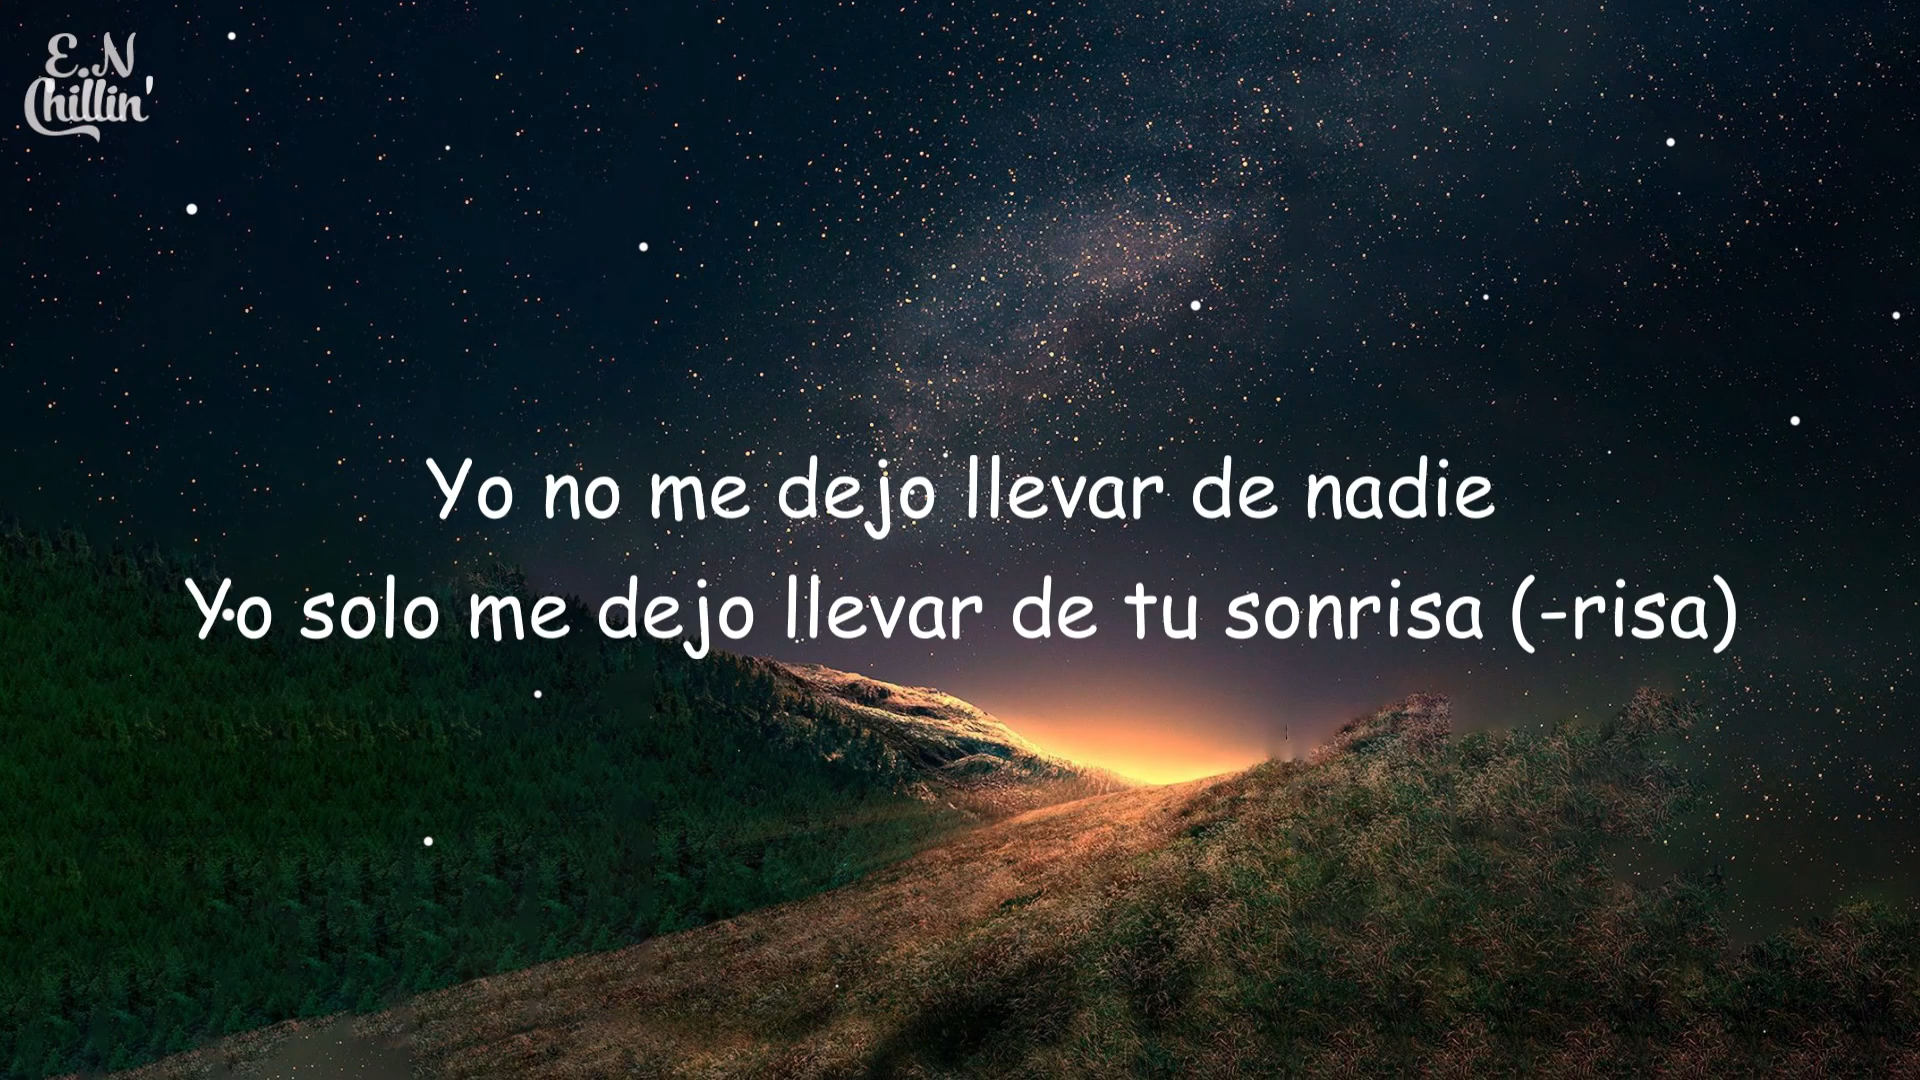 E.N
Chillin'
Yo no me dejo llevar de nadie
Yo solo me dejo llevar de tu sonrisa (-risa)